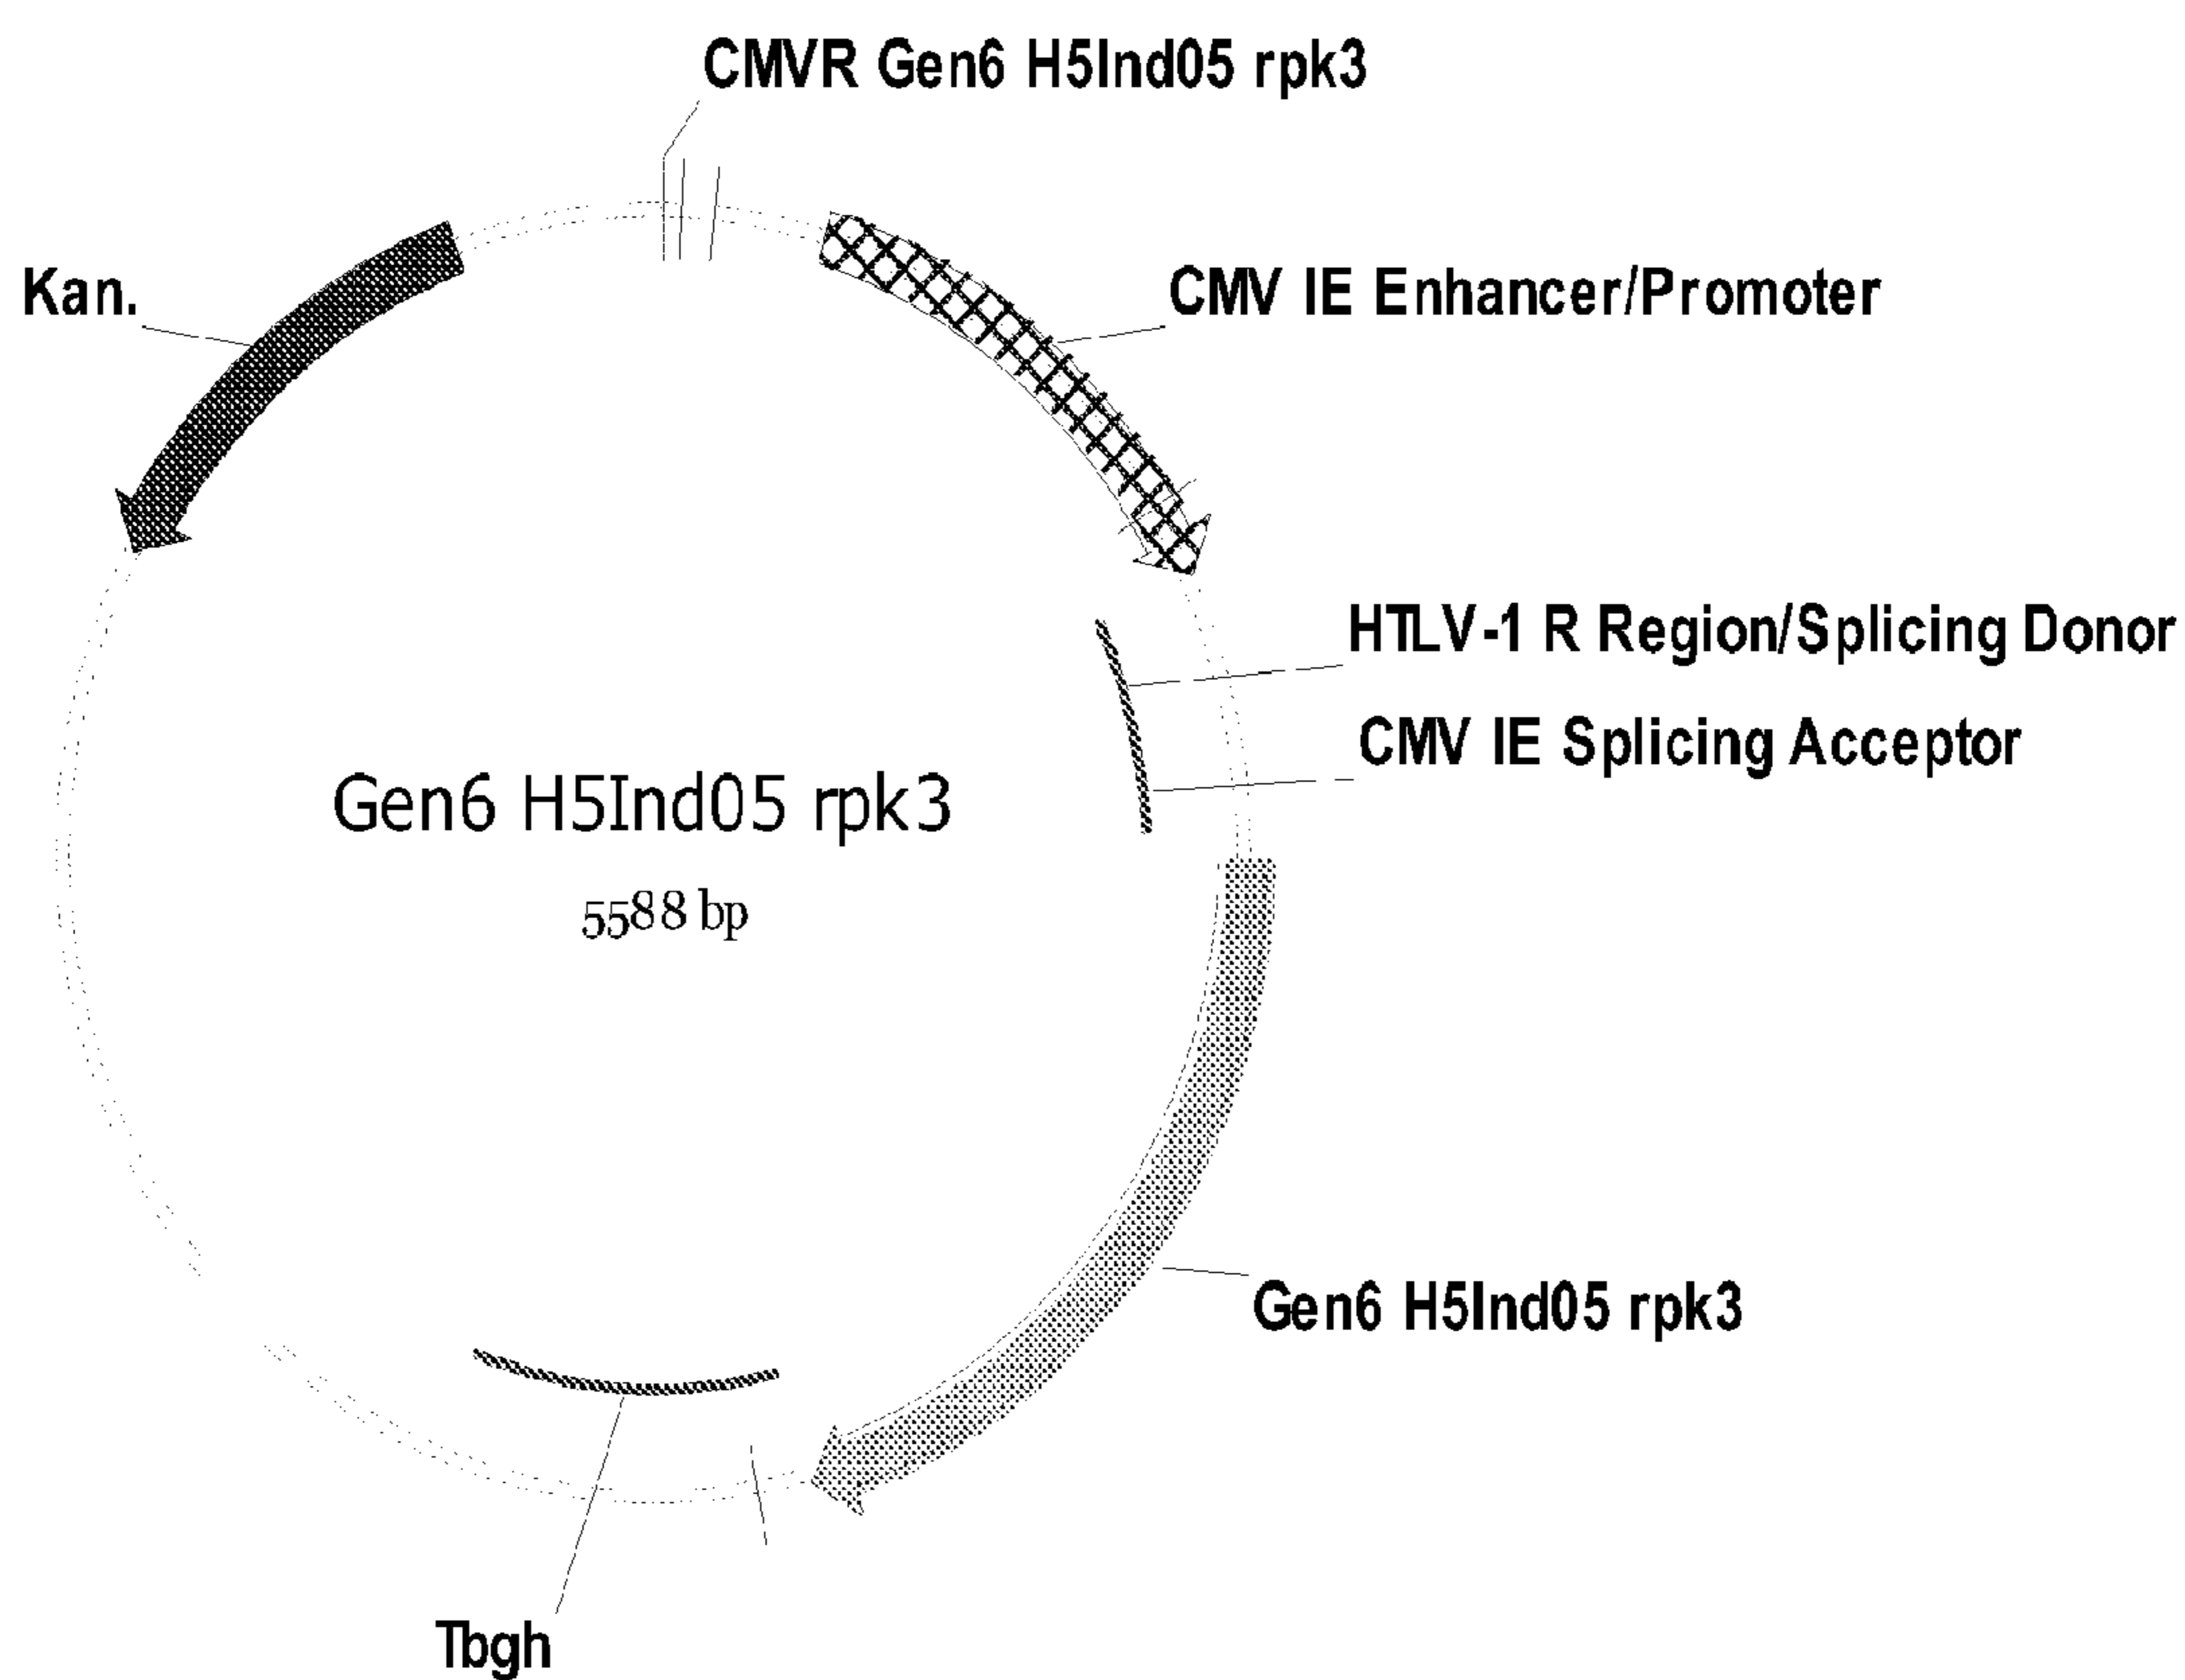 CMVR Gen6 H5Ind05 rpk3
Kan.
CMV IE Enhancer/Promoter
HTLV-1 R Region/Splicing Donor
CMV IE Splicing Acceptor
Gen6 H5Ind05 rpk3
5588 bp
Gen6 H5Ind05 rpk3
Tbgh